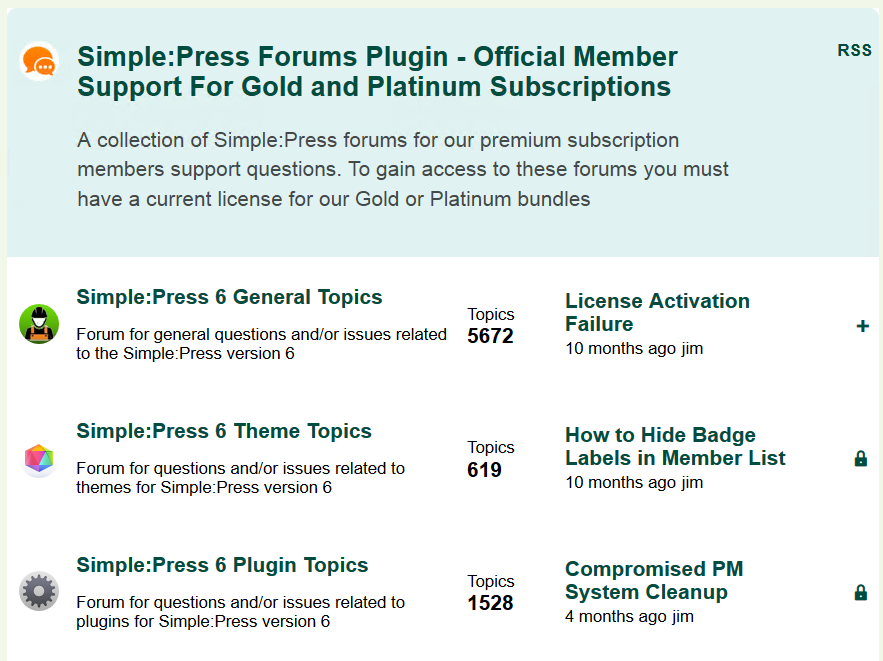 Simple:Press Forums Plugin - Official Member
Support For Gold and Platinum Subscriptions
RSS
A collection of Simple:Press forums for our premium subscription
members support questions. To gain access to these forums you must
have a current license for our Gold or Platinum bundles
Simple:Press 6 General Topics
Forum for general questions and/or issues related
to the Simple:Press version 6
Topics
5672
License Activation
Failure
10 months ago jim
+
Simple:Press 6 Theme Topics
Forum for questions and/or issues related to
themes for Simple:Press version 6
Topics
619
How to Hide Badge
Labels in Member List
10 months ago jim
Simple:Press 6 Plugin Topics
Forum for questions and/or issues related to
plugins for Simple:Press version 6
Topics
1528
Compromised PM
System Cleanup
4 months ago jim